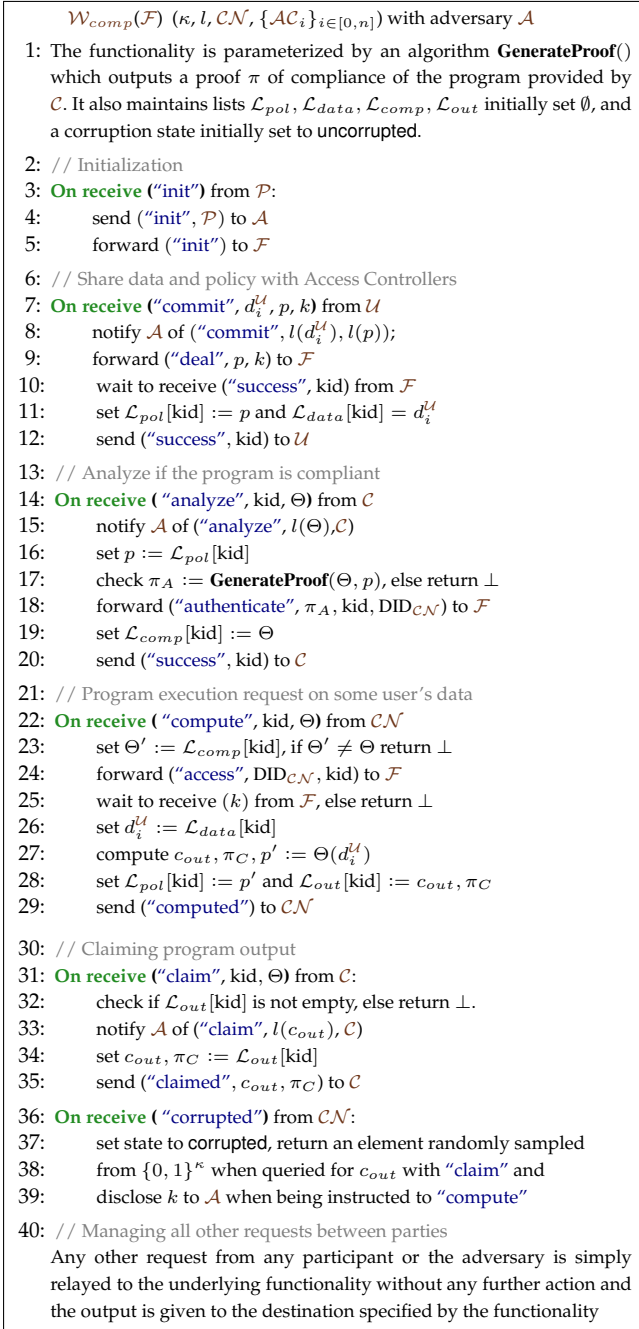 𝒲_comp(ℱ) (κ, l, 𝒞𝒩, {𝒜𝒞_i}_{i∈[0,n]}) with adversary 𝒜
1: The functionality is parameterized by an algorithm GenerateProof()
which outputs a proof π of compliance of the program provided by
𝒞. It also maintains lists ℒ_pol, ℒ_data, ℒ_comp, ℒ_out initially set ∅, and
a corruption state initially set to uncorrupted.
2: // Initialization
3: On receive (“init”) from 𝒫:
4: send (“init”, 𝒫) to 𝒜
5: forward (“init”) to ℱ
6: // Share data and policy with Access Controllers
7: On receive (“commit”, d_i^𝒰, p, k) from 𝒰
8: notify 𝒜 of (“commit”, l(d_i^𝒰), l(p));
9: forward (“deal”, p, k) to ℱ
10: wait to receive (“success”, kid) from ℱ
11: set ℒ_pol[kid] := p and ℒ_data[kid] = d_i^𝒰
12: send (“success”, kid) to 𝒰
13: // Analyze if the program is compliant
14: On receive ( “analyze”, kid, Θ) from 𝒞
15: notify 𝒜 of (“analyze”, l(Θ),𝒞)
16: set p := ℒ_pol[kid]
17: check π_A := GenerateProof(Θ, p), else return ⊥
18: forward (“authenticate”, π_A, kid, DID_𝒞𝒩) to ℱ
19: set ℒ_comp[kid] := Θ
20: send (“success”, kid) to 𝒞
21: // Program execution request on some user’s data
22: On receive ( “compute”, kid, Θ) from 𝒞𝒩
23: set Θ′ := ℒ_comp[kid], if Θ′ ≠ Θ return ⊥
24: forward (“access”, DID_𝒞𝒩, kid) to ℱ
25: wait to receive (k) from ℱ, else return ⊥
26: set d_i^𝒰 := ℒ_data[kid]
27: compute c_out, π_C, p′ := Θ(d_i^𝒰)
28: set ℒ_pol[kid] := p′ and ℒ_out[kid] := c_out, π_C
29: send (“computed”) to 𝒞𝒩
30: // Claiming program output
31: On receive (“claim”, kid, Θ) from 𝒞:
32: check if ℒ_out[kid] is not empty, else return ⊥.
33: notify 𝒜 of (“claim”, l(c_out), 𝒞)
34: set c_out, π_C := ℒ_out[kid]
35: send (“claimed”, c_out, π_C) to 𝒞
36: On receive ( “corrupted”) from 𝒞𝒩:
37: set state to corrupted, return an element randomly sampled
38: from {0, 1}^κ when queried for c_out with “claim” and
39: disclose k to 𝒜 when being instructed to “compute”
40: // Managing all other requests between parties
Any other request from any participant or the adversary is simply
relayed to the underlying functionality without any further action and
the output is given to the destination specified by the functionality